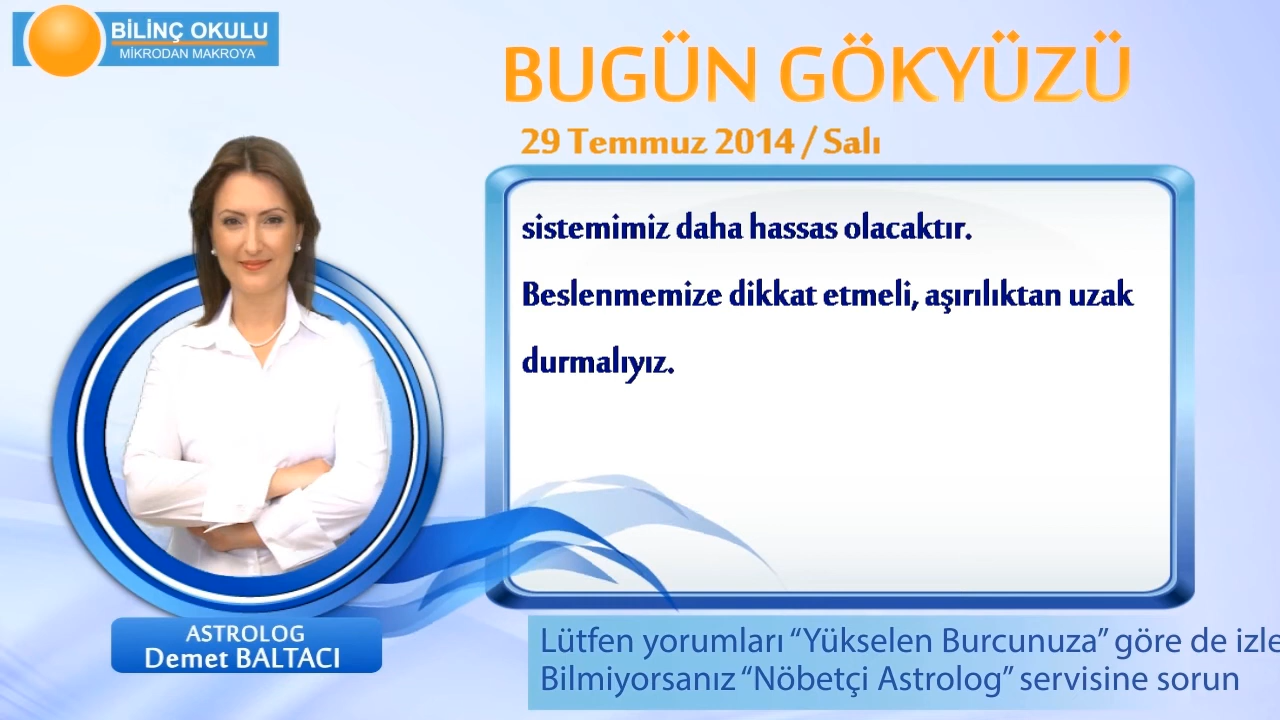 BİLİNÇ OKULU
MİKRODAN MAKROYA
BUGÜN GÖKYÜZÜ
29 Temmuz 2014 / Salı
sistemimiz daha hassas olacaktır.
Beslenmemize dikkat etmeli, aşırılıktan uzak
durmalıyız.
ASTROLOG
Demet BALTACI
Lütfen yorumları “Yükselen Burcunuza” göre de izle
Bilmiyorsanız “Nöbetçi Astrolog” servisine sorun